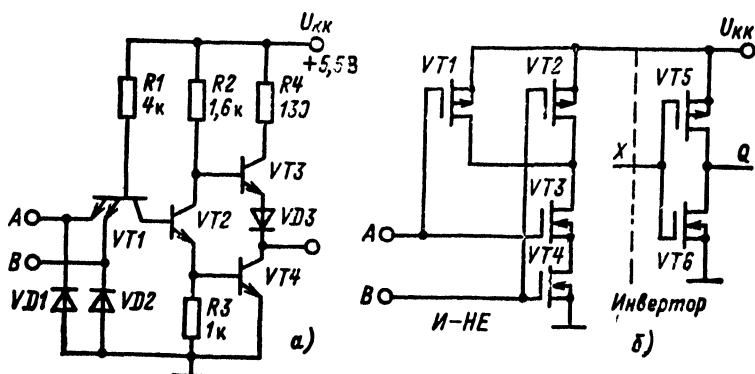 Uкк
+5,5В
R1
4к
R2
1,6к
R4
130
VT3
VD3
VT2
VT1
A
B
VD1
VD2
R3
1к
VT4
а)
Uкк
VT1
VT2
VT5
X
Q
VT3
A
VT4
VT6
B
И-НЕ
Инвертор
б)